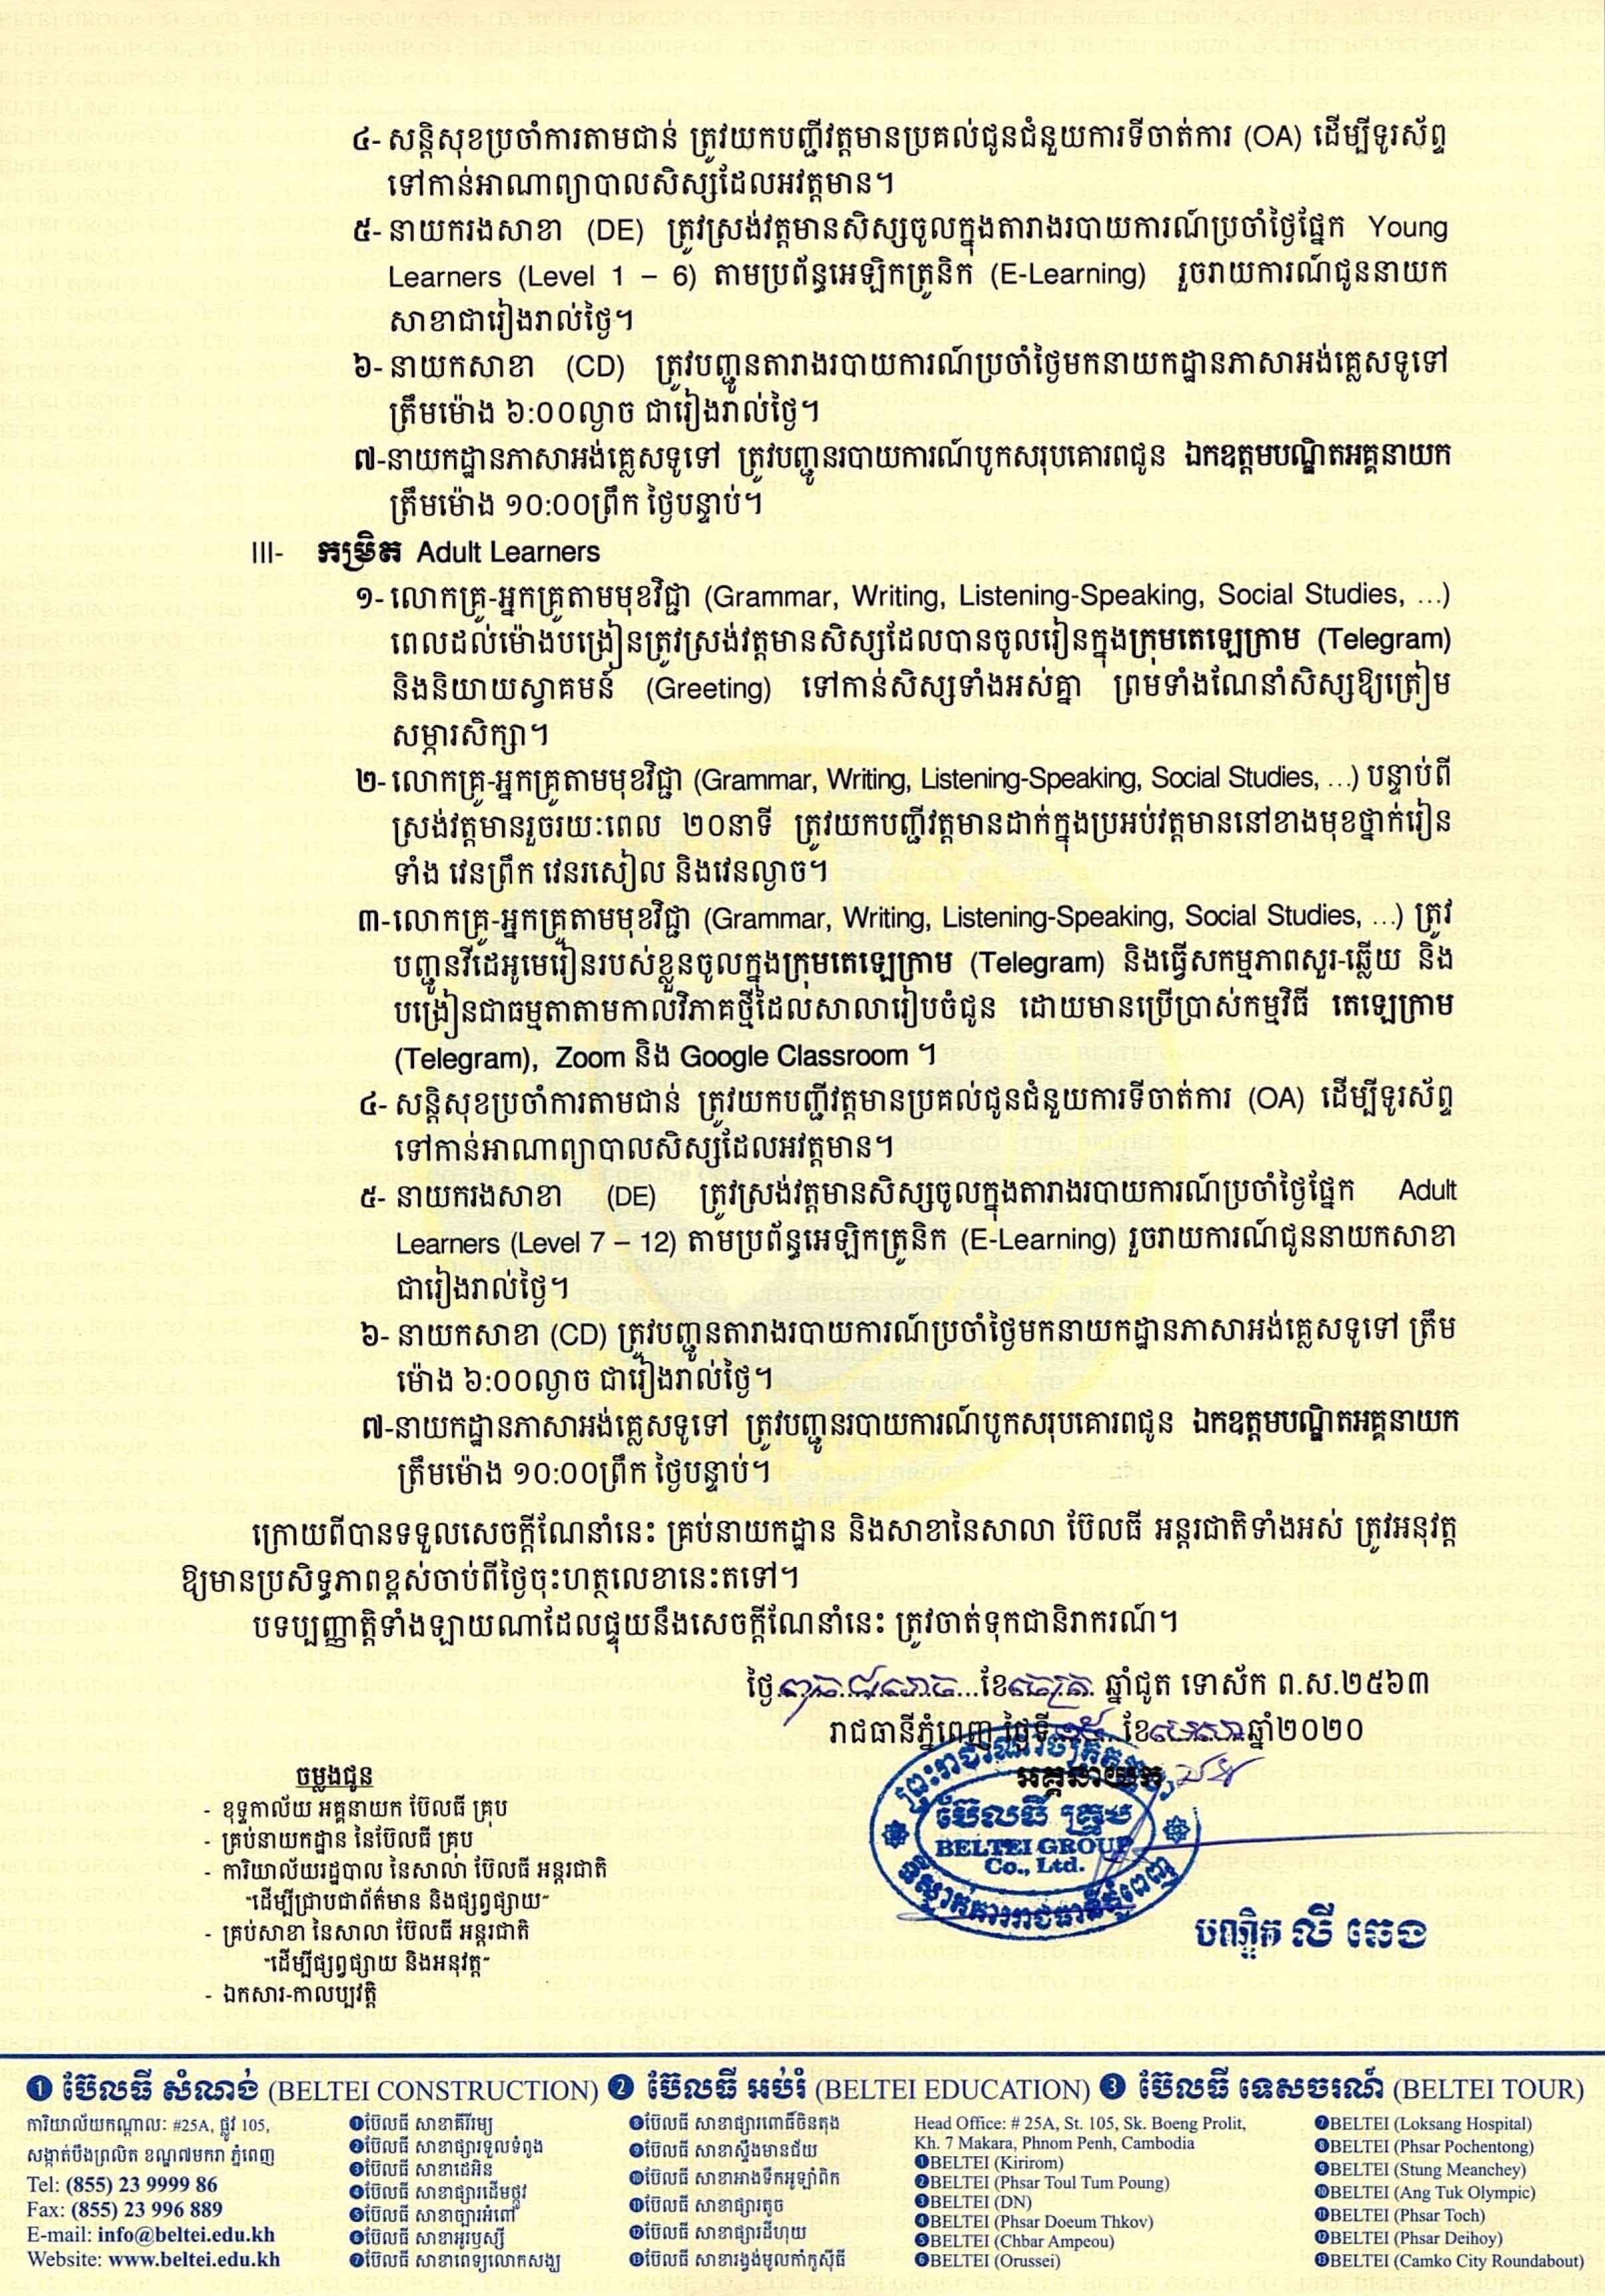 ៤- សន្តិសុខប្រចាំការតាមជាន់ ត្រូវយកបញ្ជីវត្តមានប្រគល់ជូនជំនួយការទីចាត់ការ (OA) ដើម្បីទូរស័ព្ទ
ទៅកាន់អាណាព្យាបាលសិស្សដែលអវត្តមាន។
៥- នាយករងសាខា (DE) ត្រូវស្រង់វត្តមានសិស្សចូលក្នុងតារាងរបាយការណ៍ប្រចាំថ្ងៃផ្នែក Young
Learners (Level 1 – 6) តាមប្រព័ន្ធអេឡិកត្រូនិក (E-Learning) រួចរាយការណ៍ជូននាយក
សាខាជារៀងរាល់ថ្ងៃ។
៦- នាយកសាខា (CD) ត្រូវបញ្ជូនតារាងរបាយការណ៍ប្រចាំថ្ងៃមកនាយកដ្ឋានភាសាអង់គ្លេសទូទៅ
ត្រឹមម៉ោង ៦:០០ល្ងាច ជារៀងរាល់ថ្ងៃ។
៧-នាយកដ្ឋានភាសាអង់គ្លេសទូទៅ ត្រូវបញ្ជូនរបាយការណ៍បូកសរុបគោរពជូន ឯកឧត្តមបណ្ឌិតអគ្គនាយក
ត្រឹមម៉ោង ១០:០០ព្រឹក ថ្ងៃបន្ទាប់។
III- កម្រិត Adult Learners
១- លោកគ្រូ-អ្នកគ្រូតាមមុខវិជ្ជា (Grammar, Writing, Listening-Speaking, Social Studies, ...)
ពេលដល់ម៉ោងបង្រៀនត្រូវស្រង់វត្តមានសិស្សដែលបានចូលរៀនក្នុងក្រុមតេឡេក្រាម (Telegram)
និងនិយាយស្វាគមន៍ (Greeting) ទៅកាន់សិស្សទាំងអស់គ្នា ព្រមទាំងណែនាំសិស្សឱ្យត្រៀម
សម្ភារសិក្សា។
២- លោកគ្រូ-អ្នកគ្រូតាមមុខវិជ្ជា (Grammar, Writing, Listening-Speaking, Social Studies, ...) បន្ទាប់ពី
ស្រង់វត្តមានរួចរយៈពេល ២០នាទី ត្រូវយកបញ្ជីវត្តមានដាក់ក្នុងប្រអប់វត្តមាននៅខាងមុខថ្នាក់រៀន
ទាំង វេនព្រឹក វេនរសៀល និងវេនល្ងាច។
៣-លោកគ្រូ-អ្នកគ្រូតាមមុខវិជ្ជា (Grammar, Writing, Listening-Speaking, Social Studies, ...) ត្រូវ
បញ្ជូនវីដេអូមេរៀនរបស់ខ្លួនចូលក្នុងក្រុមតេឡេក្រាម (Telegram) និងធ្វើសកម្មភាពសួរ-ឆ្លើយ និង
បង្រៀនជាធម្មតាតាមកាលវិភាគថ្មីដែលសាលារៀបចំជូន ដោយមានប្រើប្រាស់កម្មវិធី តេឡេក្រាម
(Telegram), Zoom និង Google Classroom ។
៤- សន្តិសុខប្រចាំការតាមជាន់ ត្រូវយកបញ្ជីវត្តមានប្រគល់ជូនជំនួយការទីចាត់ការ (OA) ដើម្បីទូរស័ព្ទ
ទៅកាន់អាណាព្យាបាលសិស្សដែលអវត្តមាន។
៥- នាយករងសាខា (DE) ត្រូវស្រង់វត្តមានសិស្សចូលក្នុងតារាងរបាយការណ៍ប្រចាំថ្ងៃផ្នែក Adult
Learners (Level 7 – 12) តាមប្រព័ន្ធអេឡិកត្រូនិក (E-Learning) រួចរាយការណ៍ជូននាយកសាខា
ជារៀងរាល់ថ្ងៃ។
៦- នាយកសាខា (CD) ត្រូវបញ្ជូនតារាងរបាយការណ៍ប្រចាំថ្ងៃមកនាយកដ្ឋានភាសាអង់គ្លេសទូទៅ ត្រឹម
ម៉ោង ៦:០០ល្ងាច ជារៀងរាល់ថ្ងៃ។
៧-នាយកដ្ឋានភាសាអង់គ្លេសទូទៅ ត្រូវបញ្ជូនរបាយការណ៍បូកសរុបគោរពជូន ឯកឧត្តមបណ្ឌិតអគ្គនាយក
ត្រឹមម៉ោង ១០:០០ព្រឹក ថ្ងៃបន្ទាប់។
ក្រោយពីបានទទួលសេចក្តីណែនាំនេះ គ្រប់នាយកដ្ឋាន និងសាខានៃសាលា ប៊ែលធី អន្តរជាតិទាំងអស់ ត្រូវអនុវត្ត
ឱ្យមានប្រសិទ្ធភាពខ្ពស់ចាប់ពីថ្ងៃចុះហត្ថលេខានេះតទៅ។
បទប្បញ្ញាត្តិទាំងឡាយណាដែលផ្ទុយនឹងសេចក្តីណែនាំនេះ ត្រូវចាត់ទុកជានិរាករណ៍។
ថ្ងៃពុធ ៨រោច ខែចេត្រ ឆ្នាំជូត ទោស័ក ព.ស.២៥៦៣
រាជធានីភ្នំពេញ ថ្ងៃទី១៥ ខែមេសា ឆ្នាំ២០២០
អគ្គនាយក
ប៊ែលធី គ្រុប
BELTEI GROUP
Co., Ltd.
បណ្ឌិត លី ឆេង
ចម្លងជូន
- ខុទ្ទកាល័យ អគ្គនាយក ប៊ែលធី គ្រុប
- គ្រប់នាយកដ្ឋាន នៃប៊ែលធី គ្រុប
- ការិយាល័យរដ្ឋបាល នៃសាលា ប៊ែលធី អន្តរជាតិ
"ដើម្បីជ្រាបជាព័ត៌មាន និងផ្សព្វផ្សាយ"
- គ្រប់សាខា នៃសាលា ប៊ែលធី អន្តរជាតិ
"ដើម្បីផ្សព្វផ្សាយ និងអនុវត្ត"
- ឯកសារ-កាលប្បវត្តិ
❶ ប៊ែលធី សំណង់ (BELTEI CONSTRUCTION) ❷ ប៊ែលធី អប់រំ (BELTEI EDUCATION) ❸ ប៊ែលធី ទេសចរណ៍ (BELTEI TOUR)
ការិយាល័យកណ្តាល: #25A, ផ្លូវ 105,
សង្កាត់បឹងព្រលិត ខណ្ឌ៧មករា ភ្នំពេញ
Tel: (855) 23 9999 86
Fax: (855) 23 996 889
E-mail: info@beltei.edu.kh
Website: www.beltei.edu.kh
❶ប៊ែលធី សាខាគីរីរម្យ
❷ប៊ែលធី សាខាផ្សារទួលទំពូង
❸ប៊ែលធី សាខាដេអិន
❹ប៊ែលធី សាខាផ្សារដើមថ្កូវ
❺ប៊ែលធី សាខាច្បារអំពៅ
❻ប៊ែលធី សាខាអូរឫស្សី
❼ប៊ែលធី សាខាពេទ្យលោកសង្ឃ
❽ប៊ែលធី សាខាផ្សារពោធិ៍ចិនតុង
❾ប៊ែលធី សាខាស្ទឹងមានជ័យ
❿ប៊ែលធី សាខាអាងទឹកអូឡាំពិក
⓫ប៊ែលធី សាខាផ្សារតូច
⓬ប៊ែលធី សាខាផ្សារដីហុយ
⓭ប៊ែលធី សាខារង្វង់មូលកាំកូស៊ីធី
Head Office: # 25A, St. 105, Sk. Boeng Prolit,
Kh. 7 Makara, Phnom Penh, Cambodia
❶BELTEI (Kirirom)
❷BELTEI (Phsar Toul Tum Poung)
❸BELTEI (DN)
❹BELTEI (Phsar Doeum Thkov)
❺BELTEI (Chbar Ampeou)
❻BELTEI (Orussei)
❼BELTEI (Loksang Hospital)
❽BELTEI (Phsar Pochentong)
❾BELTEI (Stung Meanchey)
❿BELTEI (Ang Tuk Olympic)
⓫BELTEI (Phsar Toch)
⓬BELTEI (Phsar Deihoy)
⓭BELTEI (Camko City Roundabout)